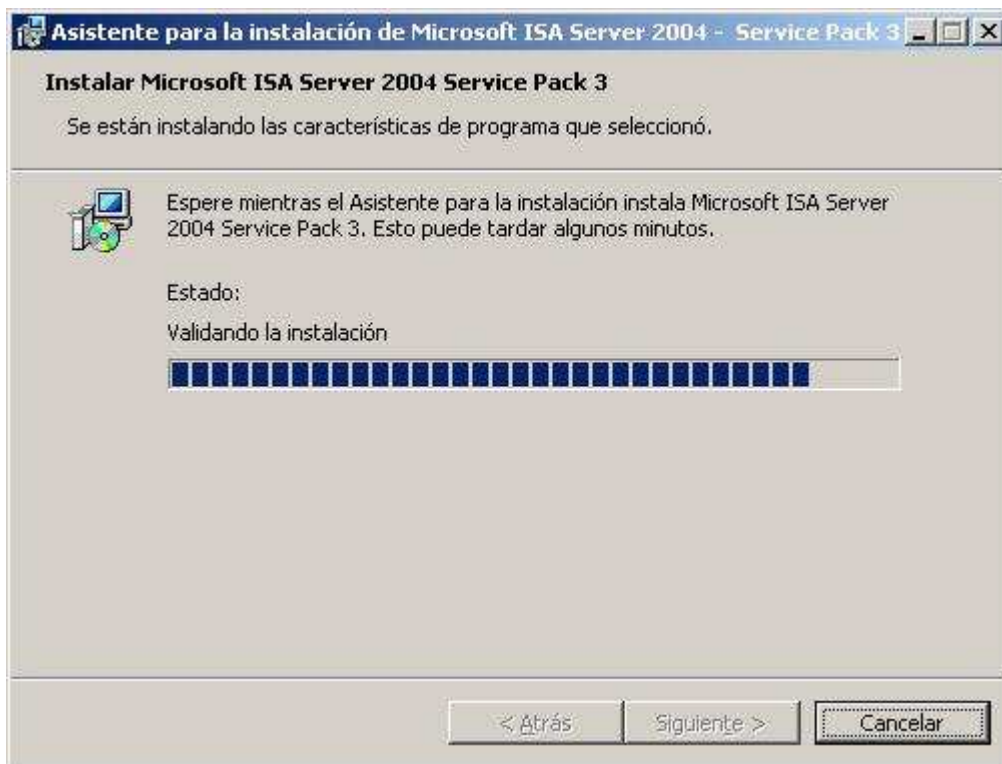 Asistente para la instalación de Microsoft ISA Server 2004 - Service Pack 3
Instalar Microsoft ISA Server 2004 Service Pack 3
Se están instalando las características de programa que seleccionó.
Espere mientras el Asistente para la instalación instala Microsoft ISA Server
2004 Service Pack 3. Esto puede tardar algunos minutos.
Estado:
Validando la instalación
< Atrás
Siguiente >
Cancelar